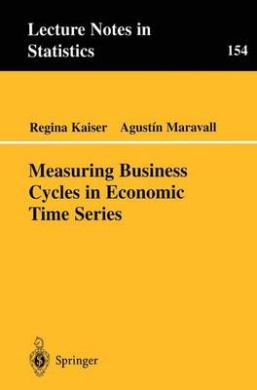 Lecture Notes in
Statistics
154
Regina Kaiser Agustín Maravall
Measuring Business
Cycles in Economic
Time Series
Springer